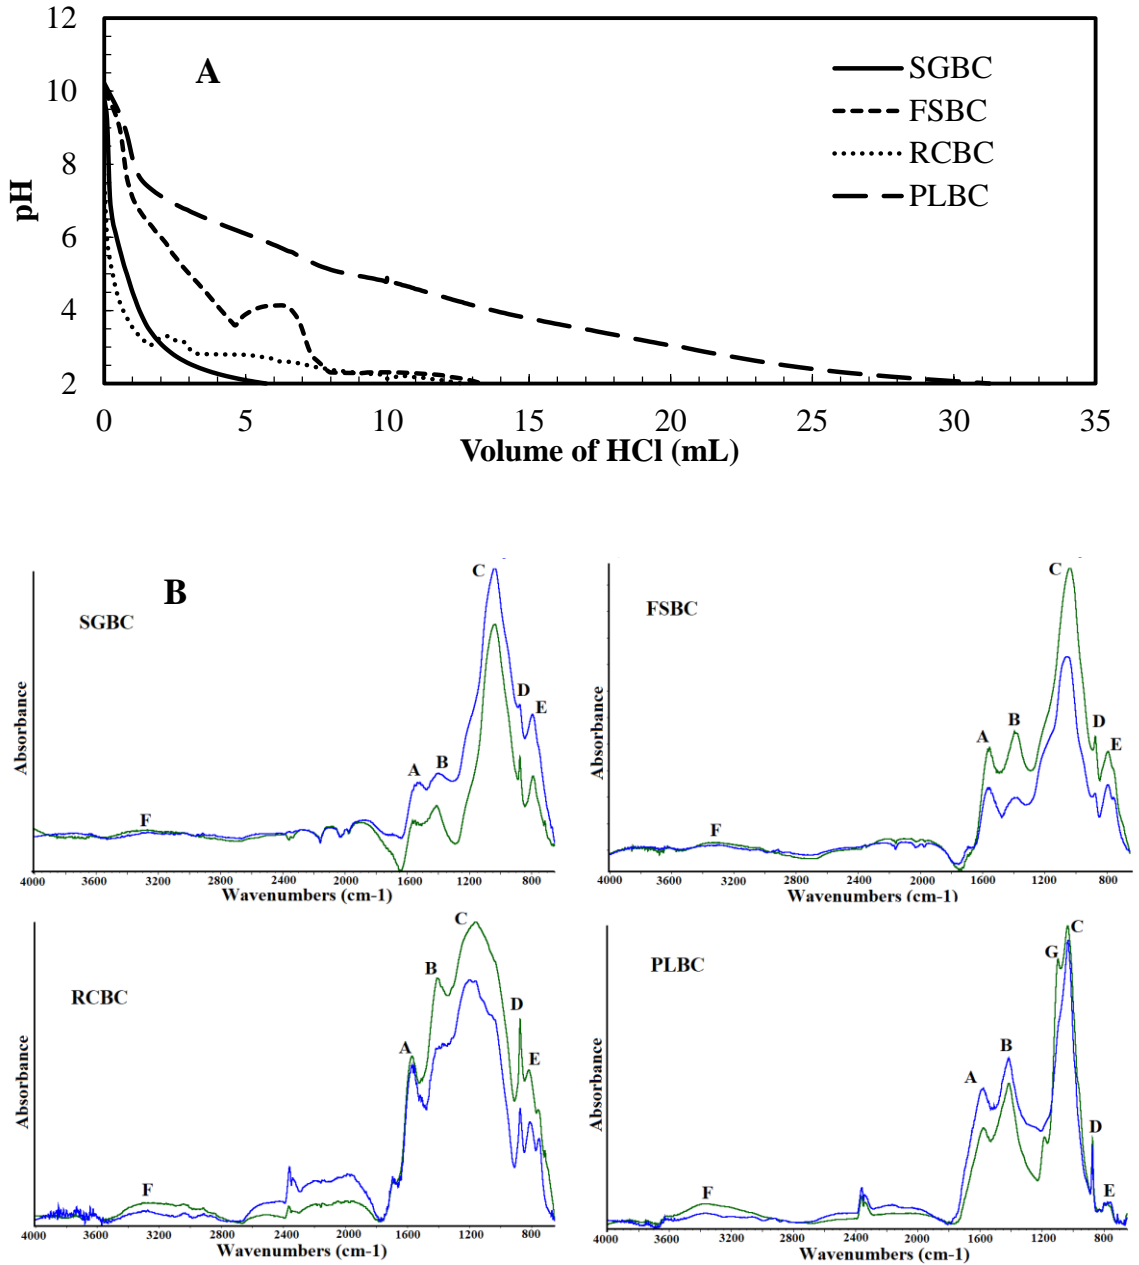 A
SGBC
FSBC
RCBC
PLBC
pH
12
10
8
6
4
2
0 5 10 15 20 25 30 35
Volume of HCl (mL)
B
SGBC
Absorbance
A B C D E F
4000 3600 3200 2800 2400 2000 1600 1200 800
Wavenumbers (cm-1)
FSBC
Absorbance
A B C D E F
4000 3600 3200 2800 2400 2000 1600 1200 800
Wavenumbers (cm-1)
RCBC
Absorbance
A B C D E F
4000 3600 3200 2800 2400 2000 1600 1200 800
Wavenumbers (cm-1)
PLBC
Absorbance
A B G C D E F
4000 3600 3200 2800 2400 2000 1600 1200 800
Wavenumbers (cm-1)